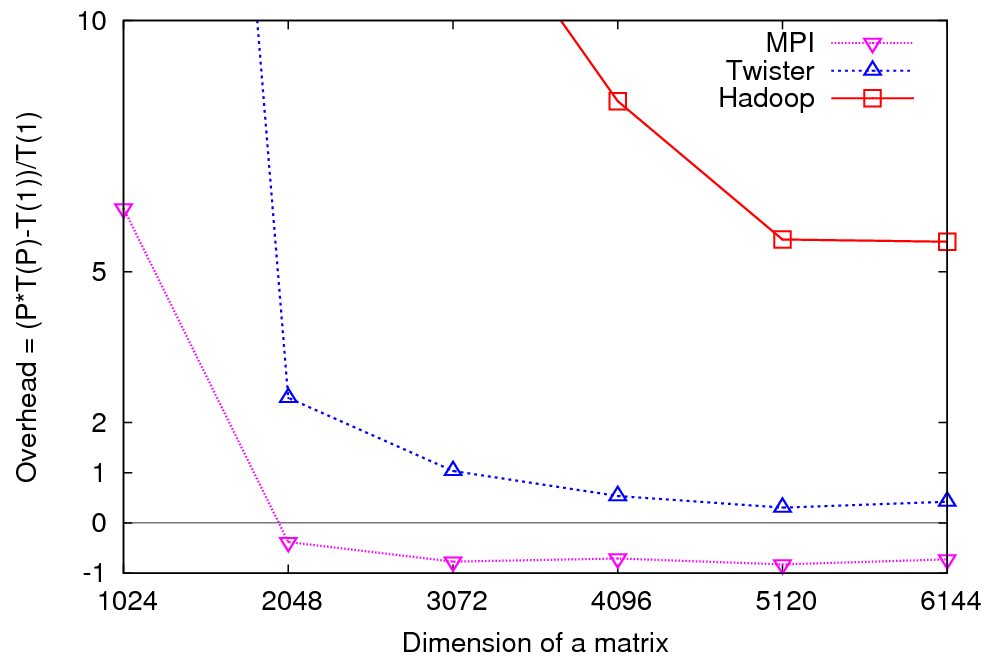 10
5
2
1
0
-1
Overhead = (P*T(P)-T(1))/T(1)
MPI
Twister
Hadoop
1024 2048 3072 4096 5120 6144
Dimension of a matrix